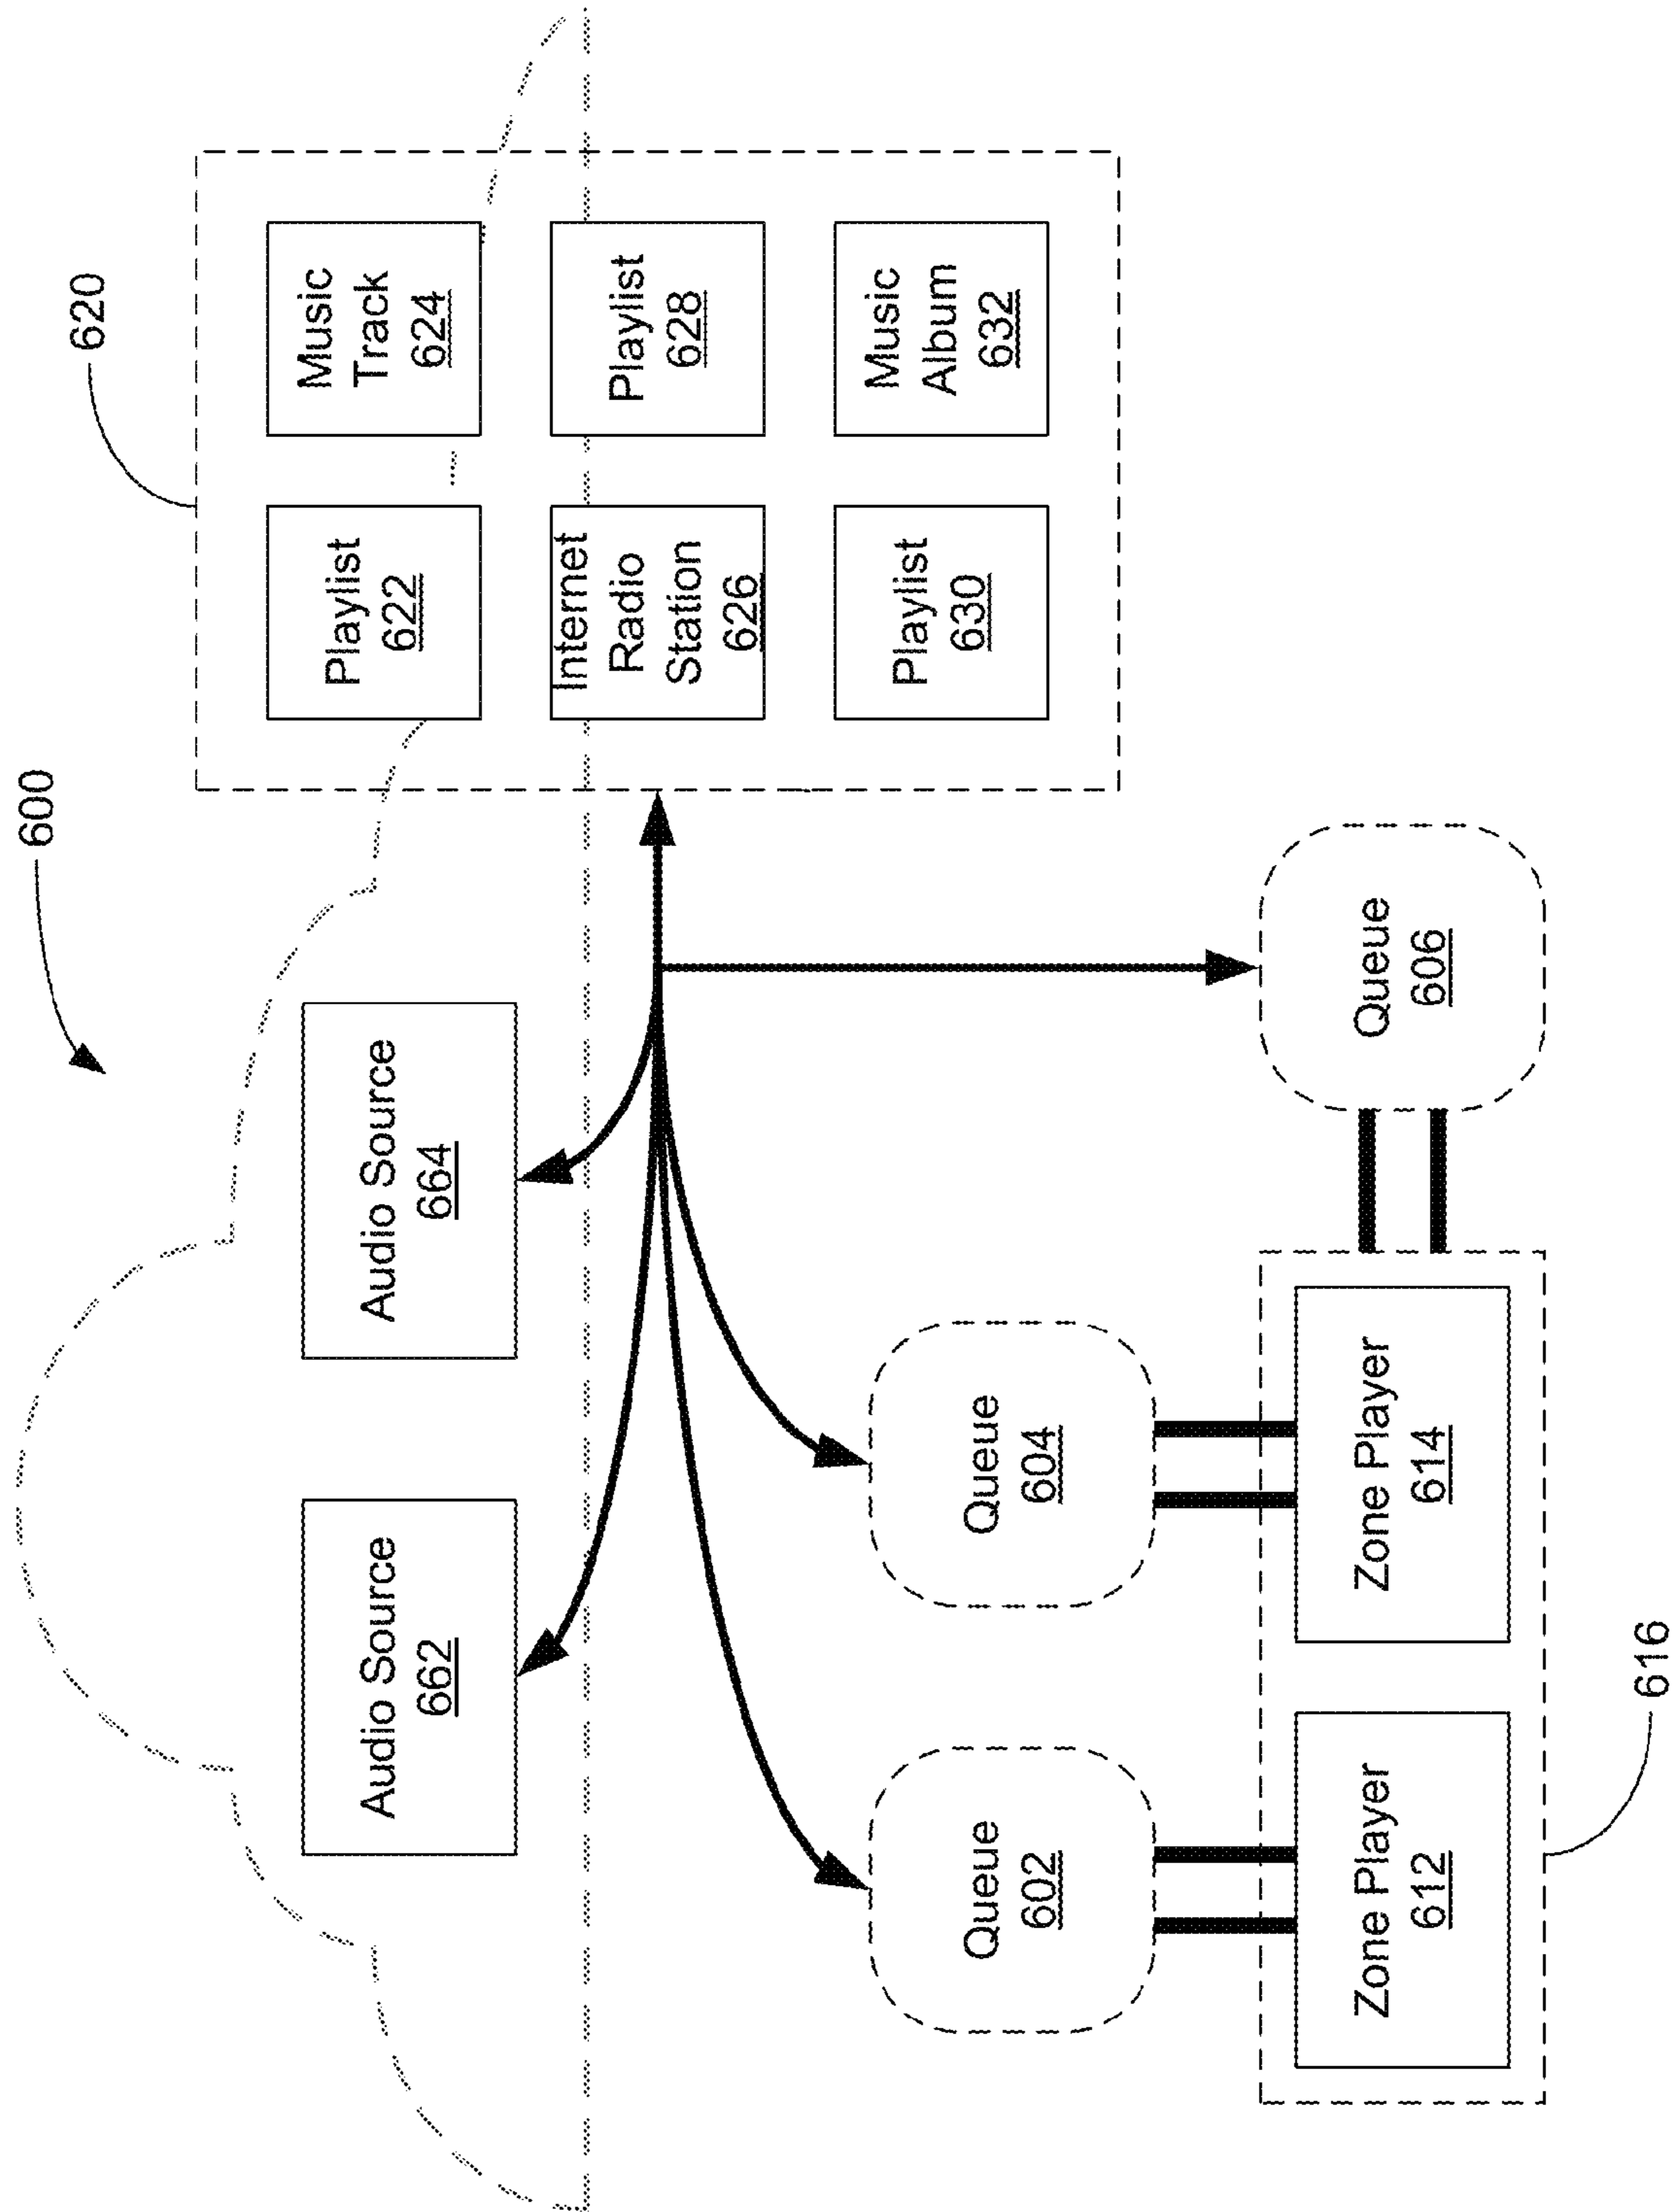 600
620
Audio Source
662
Audio Source
664
Playlist
622
Music
Track
624
Internet
Radio
Station
626
Playlist
628
Playlist
630
Music
Album
632
Queue
602
Queue
604
Queue
606
Zone Player
612
Zone Player
614
616